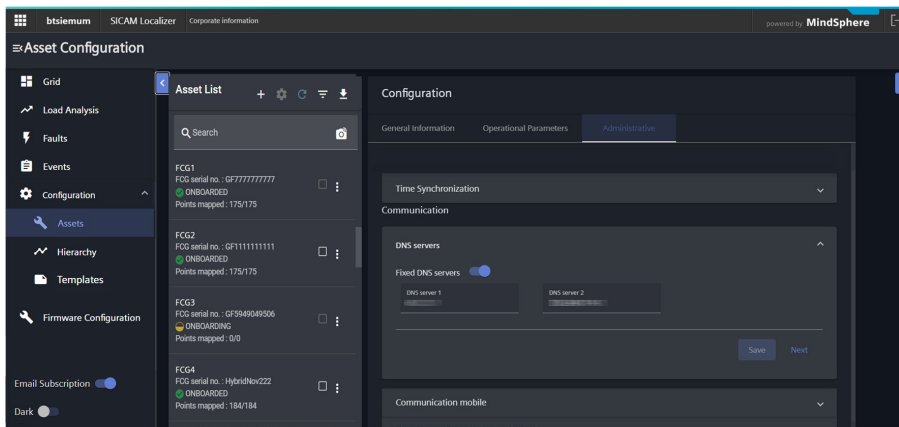 btsiemum SICAM Localizer Corporate information powered by MindSphere
Asset Configuration
Grid
Load Analysis
Faults
Events
Configuration
Assets
Hierarchy
Templates
Firmware Configuration
Email Subscription
Dark
Asset List
Search
FCG1
FCG serial no. : GF7777777777
ONBOARDED
Points mapped : 175/175
FCG2
FCG serial no. : GF1111111111
ONBOARDED
Points mapped : 175/175
FCG3
FCG serial no. : GF5949049506
ONBOARDING
Points mapped : 0/0
FCG4
FCG serial no. : HybridNov222
ONBOARDED
Points mapped : 184/184
Configuration
General Information Operational Parameters Administrative
Time Synchronization
Communication
DNS servers
Fixed DNS servers
DNS server 1 DNS server 2
Save Next
Communication mobile